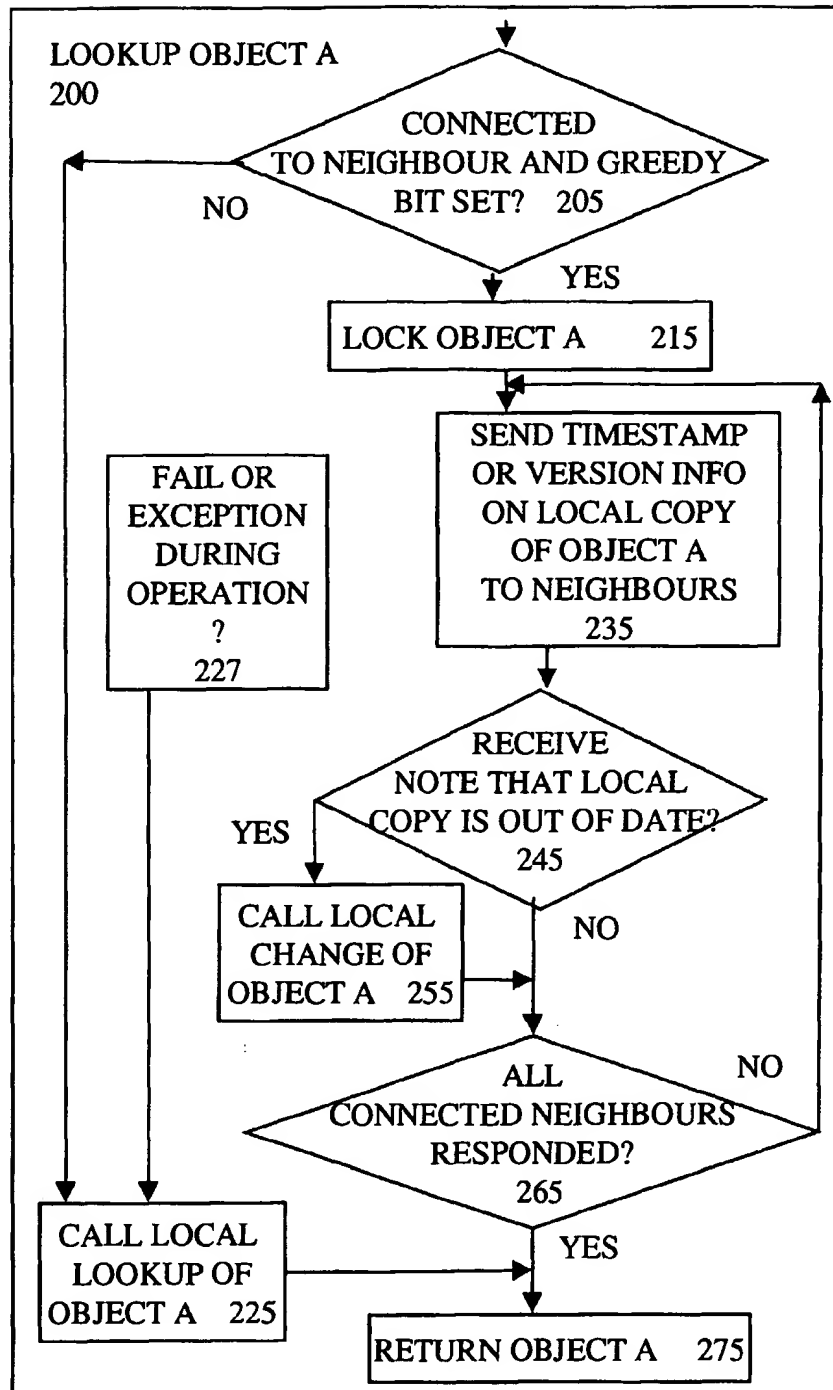 LOOKUP OBJECT A
200
CONNECTED
TO NEIGHBOUR AND GREEDY
BIT SET? 205
NO
YES
LOCK OBJECT A 215
SEND TIMESTAMP
OR VERSION INFO
ON LOCAL COPY
OF OBJECT A
TO NEIGHBOURS
235
FAIL OR
EXCEPTION
DURING
OPERATION
?
227
RECEIVE
NOTE THAT LOCAL
COPY IS OUT OF DATE?
245
YES
NO
CALL LOCAL
CHANGE OF
OBJECT A 255
ALL
CONNECTED NEIGHBOURS
RESPONDED?
265
NO
YES
CALL LOCAL
LOOKUP OF
OBJECT A 225
RETURN OBJECT A 275